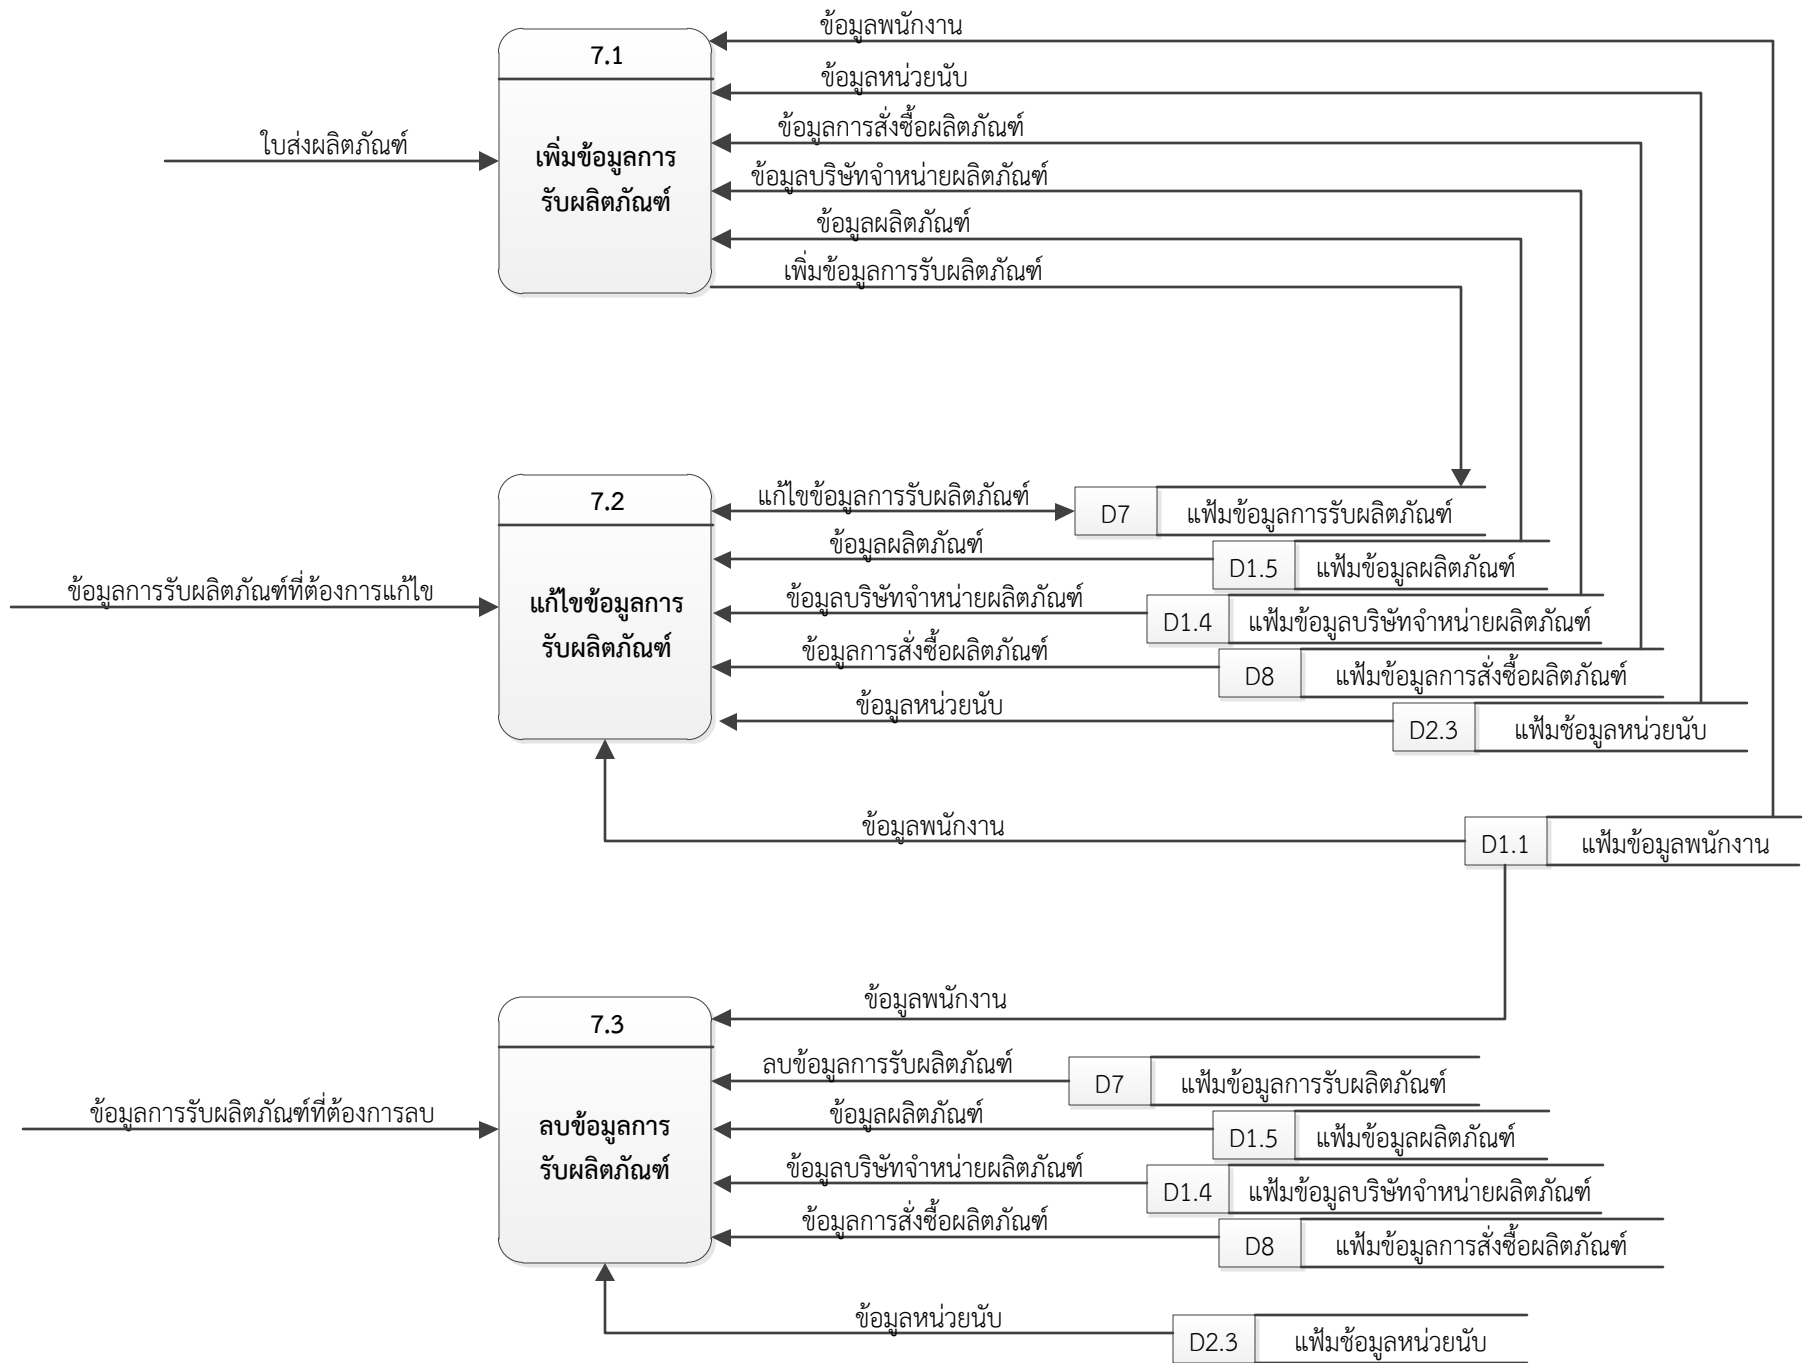 ข้อมูลพนักงาน
7.1
ข้อมูลหน่วยนับ
ข้อมูลการสั่งซื้อผลิตภัณฑ์
ใบส่งผลิตภัณฑ์
เพิ่มข้อมูลการ
รับผลิตภัณฑ์
ข้อมูลบริษัทจำหน่ายผลิตภัณฑ์
ข้อมูลผลิตภัณฑ์
เพิ่มข้อมูลการรับผลิตภัณฑ์
7.2
แก้ไขข้อมูลการรับผลิตภัณฑ์
D7 แฟ้มข้อมูลการรับผลิตภัณฑ์
ข้อมูลผลิตภัณฑ์
D1.5 แฟ้มข้อมูลผลิตภัณฑ์
ข้อมูลการรับผลิตภัณฑ์ที่ต้องการแก้ไข
แก้ไขข้อมูลการ
รับผลิตภัณฑ์
ข้อมูลบริษัทจำหน่ายผลิตภัณฑ์
D1.4 แฟ้มข้อมูลบริษัทจำหน่ายผลิตภัณฑ์
ข้อมูลการสั่งซื้อผลิตภัณฑ์
D8 แฟ้มข้อมูลการสั่งซื้อผลิตภัณฑ์
ข้อมูลหน่วยนับ
D2.3 แฟ้มช้อมูลหน่วยนับ
ข้อมูลพนักงาน
D1.1 แฟ้มข้อมูลพนักงาน
ข้อมูลพนักงาน
7.3
ลบข้อมูลการรับผลิตภัณฑ์
D7 แฟ้มข้อมูลการรับผลิตภัณฑ์
ข้อมูลการรับผลิตภัณฑ์ที่ต้องการลบ
ลบข้อมูลการ
รับผลิตภัณฑ์
ข้อมูลผลิตภัณฑ์
D1.5 แฟ้มข้อมูลผลิตภัณฑ์
ข้อมูลบริษัทจำหน่ายผลิตภัณฑ์
D1.4 แฟ้มข้อมูลบริษัทจำหน่ายผลิตภัณฑ์
ข้อมูลการสั่งซื้อผลิตภัณฑ์
D8 แฟ้มข้อมูลการสั่งซื้อผลิตภัณฑ์
ข้อมูลหน่วยนับ
D2.3 แฟ้มช้อมูลหน่วยนับ